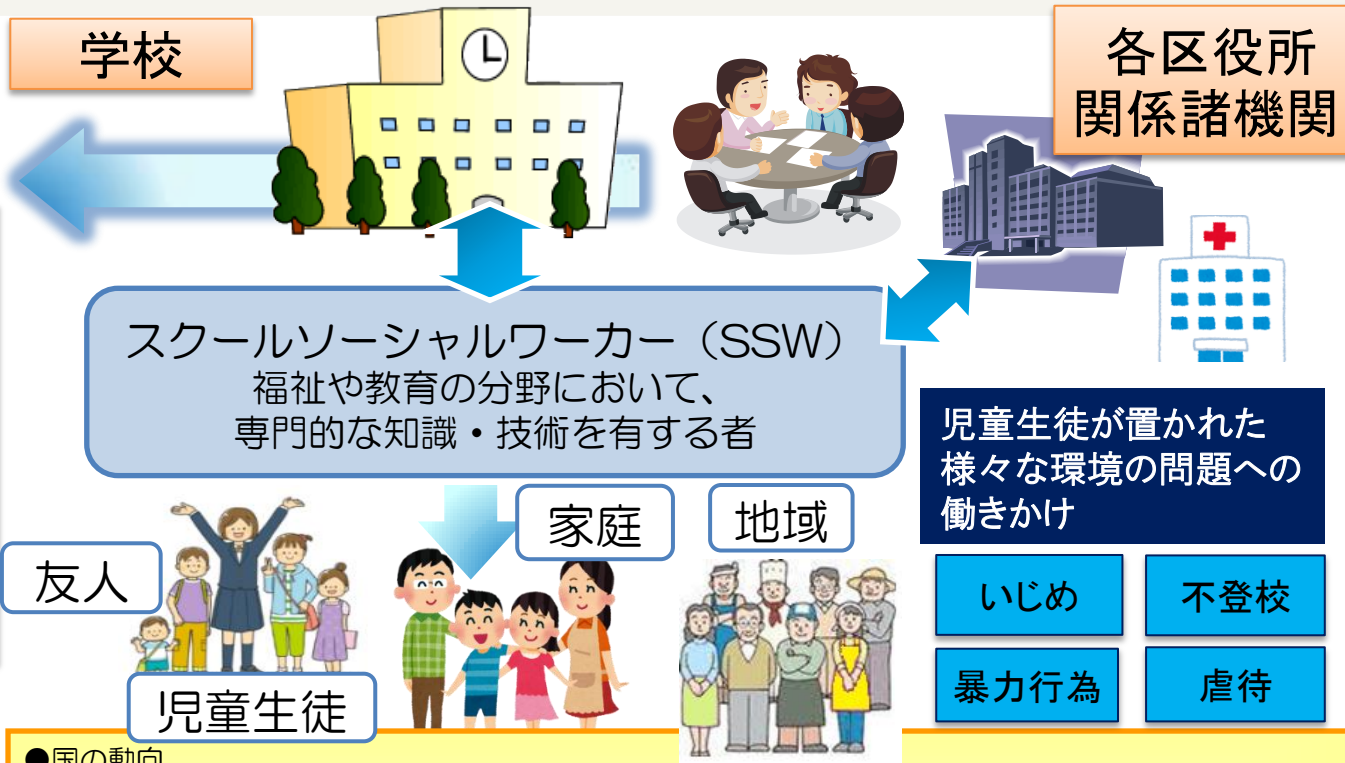 学校
各区役所
関係諸機関
スクールソーシャルワーカー（SSW）
福祉や教育の分野において、
専門的な知識・技術を有する者
児童生徒が置かれた
様々な環境の問題への
働きかけ
家庭
地域
友人
児童生徒
いじめ
不登校
暴力行為
虐待
●国の動向